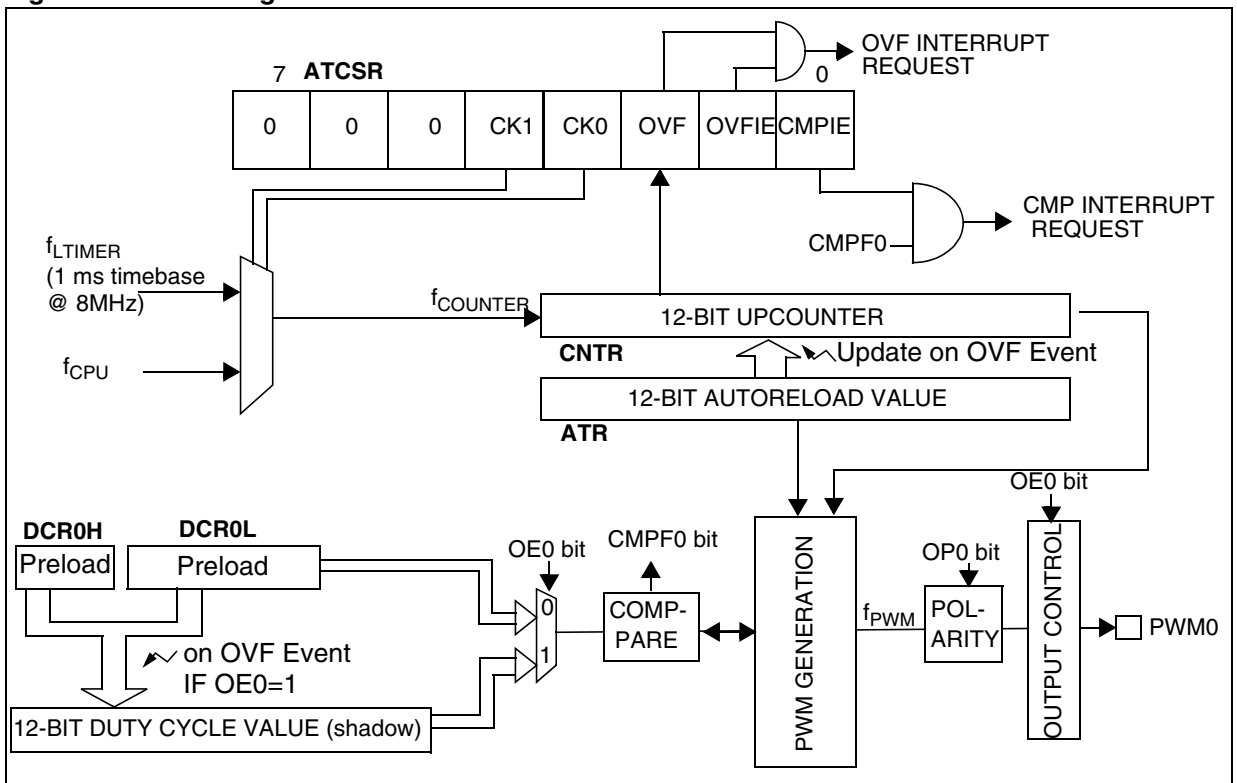 OVF INTERRUPT
REQUEST
7 ATCSR 0
0 0 0 CK1 CK0 OVF OVFIE CMPIE
CMP INTERRUPT
REQUEST
CMPF0
fLTIMER
(1 ms timebase
@ 8MHz)
fCOUNTER
12-BIT UPCOUNTER
CNTR
Update on OVF Event
fCPU
12-BIT AUTORELOAD VALUE
ATR
OE0 bit
DCR0H
DCR0L
Preload
Preload
OE0 bit
CMPF0 bit
OP0 bit
0
1
COMP-
PARE
PWM GENERATION
fPWM
POL-
ARITY
OUTPUT CONTROL
PWM0
on OVF Event
IF OE0=1
12-BIT DUTY CYCLE VALUE (shadow)